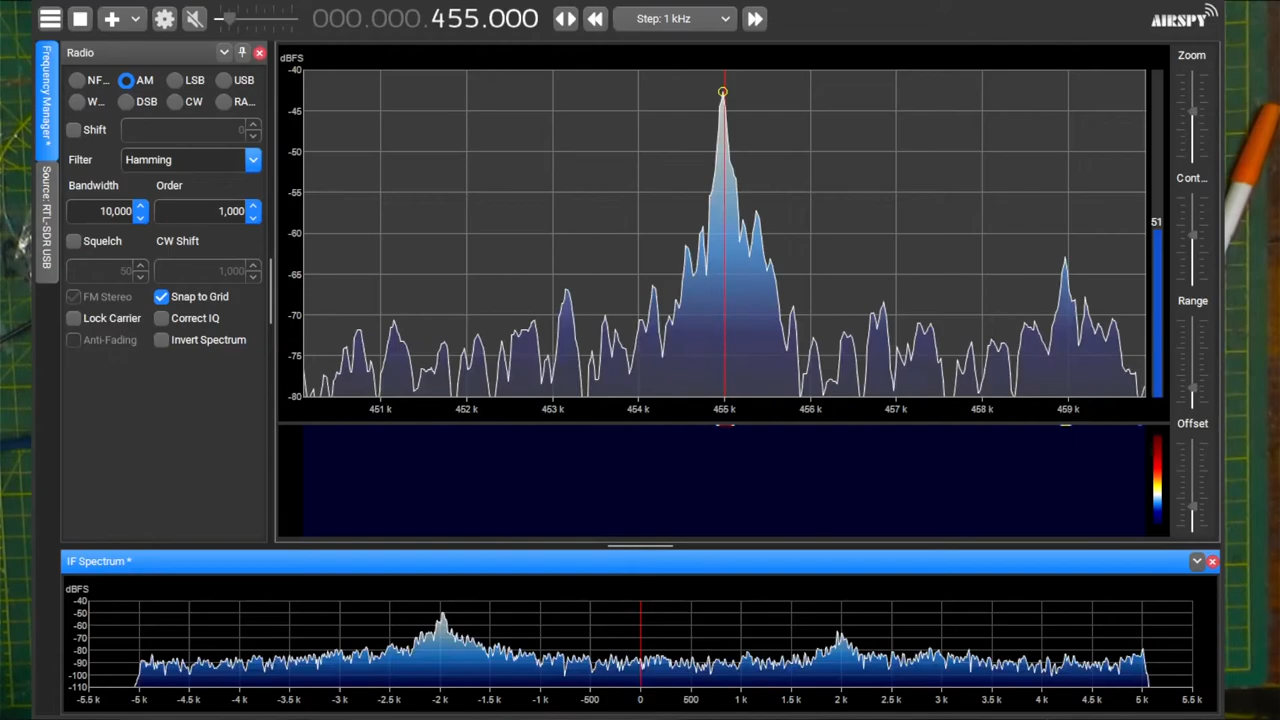 000.000.455.000
Step: 1 kHz
AIRSPY
Frequency Manager *
Source: RTL-SDR USB
Radio
NF... AM LSB USB
W... DSB CW RA...
Shift 0
Filter Hamming
Bandwidth Order
10,000 1,000
Squelch CW Shift
50 1,000
FM Stereo Snap to Grid
Lock Carrier Correct IQ
Anti-Fading Invert Spectrum
dBFS
-40
-45
-50
-55
-60
-65
-70
-75
-80
451 k 452 k 453 k 454 k 455 k 456 k 457 k 458 k 459 k
51
Zoom
Cont...
Range
Offset
IF Spectrum *
dBFS
-40
-50
-60
-70
-80
-90
-110
-5.5 k -5 k -4.5 k -4 k -3.5 k -3 k -2.5 k -2 k -1.5 k -1 k -500 0 500 1 k 1.5 k 2 k 2.5 k 3 k 3.5 k 4 k 4.5 k 5 k 5.5 k